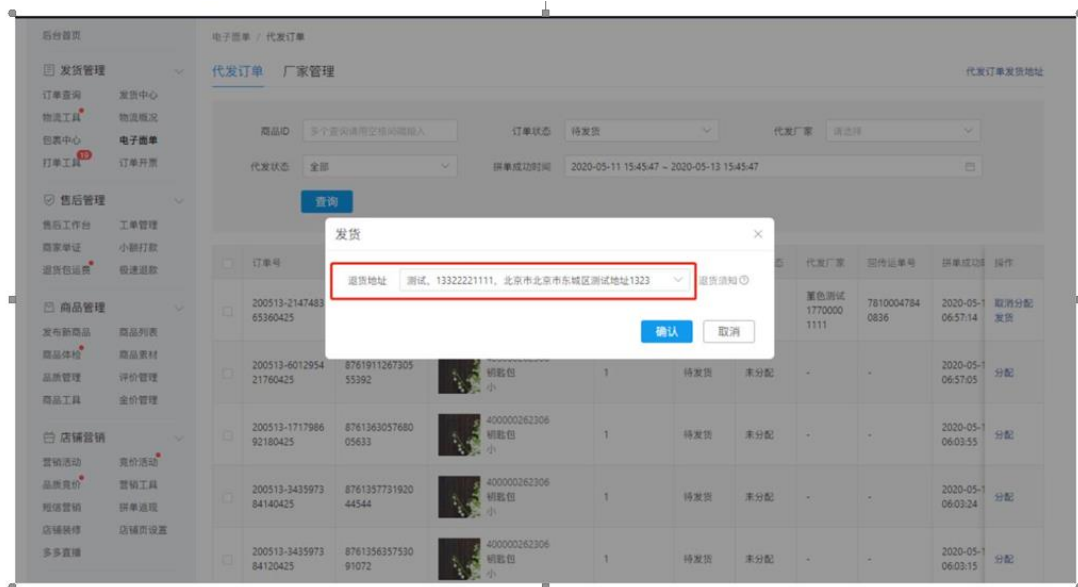 后台首页
电子面单 / 代发订单
发货管理
代发订单 厂家管理
代发订单发货地址
订单查询 发货中心
物流工具 物流概况
包裹中心 电子面单
打单工具 19 订单开票
商品ID 多个查询请用空格或逗号输入
订单状态 待发货
代发厂家 请选择
代发状态 全部
拼单成功时间 2020-05-11 15:45:47 ~ 2020-05-13 15:45:47
查询
售后管理
售后工作台 工单管理
商家举证 小额打款
退货包运费 极速退款
发货
退货地址 测试，13322221111，北京市北京市东城区测试地址1323
退货须知
确认 取消
订单号
代发厂家 回传运单号 拼单成功时 操作
200513-2147483
65360425
堇色测试
1770000
1111
7810004784
0836
2020-05-1
06:57:14
取消分配
发货
商品管理
发布新商品 商品列表
商品体检 商品素材
品质管理 评价管理
商品工具 金价管理
200513-6012954
21760425
8761911267305
55392
钥匙包
小
1 待发货 未分配 - -
2020-05-1
06:57:05
分配
店铺营销
营销活动 竞价活动
品质竞价 营销工具
短信营销 拼单返现
店铺装修 店铺页设置
多多直播
200513-1717986
92180425
8761363057680
05633
400000262306
钥匙包
小
1 待发货 未分配 - -
2020-05-1
06:03:55
分配
200513-3435973
84140425
8761357731920
44544
400000262306
钥匙包
小
1 待发货 未分配 - -
2020-05-1
06:03:24
分配
200513-3435973
84120425
8761356357530
91072
400000262306
钥匙包
小
1 待发货 未分配 - -
2020-05-1
06:03:15
分配